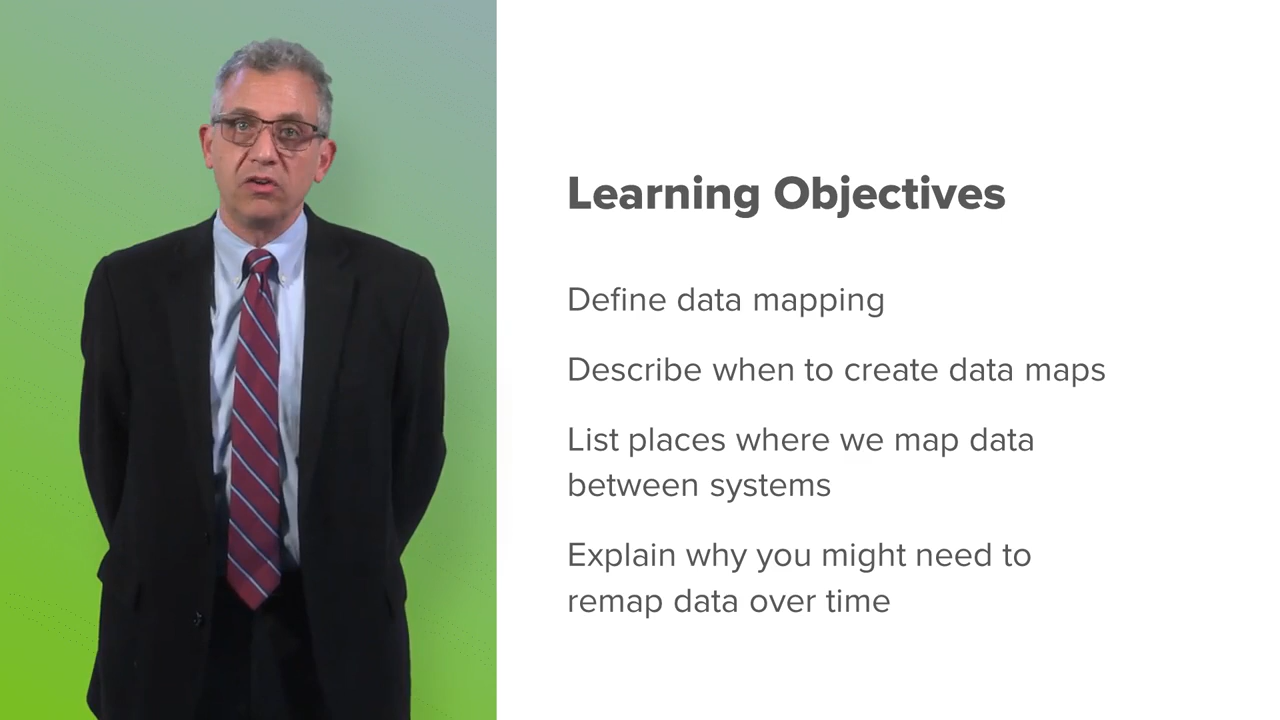 Learning Objectives
Define data mapping
Describe when to create data maps
List places where we map data
between systems
Explain why you might need to
remap data over time